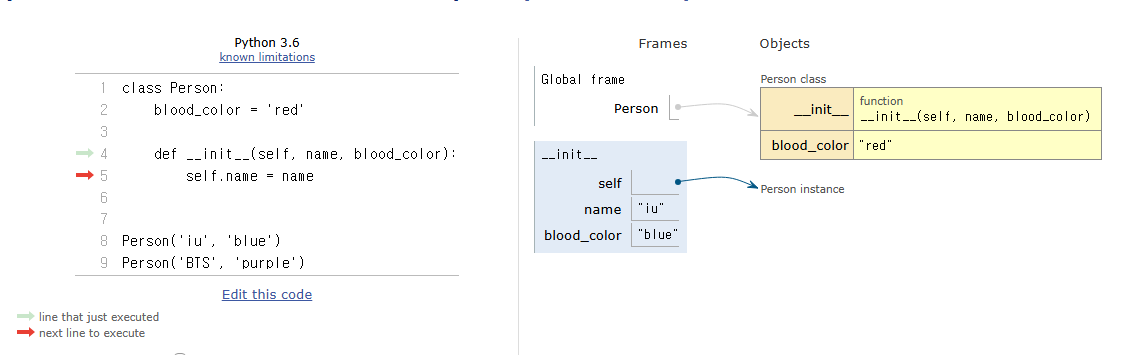 Python 3.6
known limitations
1 class Person:
2 blood_color = 'red'
3
4 def __init__(self, name, blood_color):
5 self.name = name
6
7
8 Person('iu', 'blue')
9 Person('BTS', 'purple')
Edit this code
line that just executed
next line to execute
Frames
Objects
Global frame
Person
Person class
__init__
function
__init__(self, name, blood_color)
blood_color "red"
__init__
self
name "iu"
blood_color "blue"
Person instance